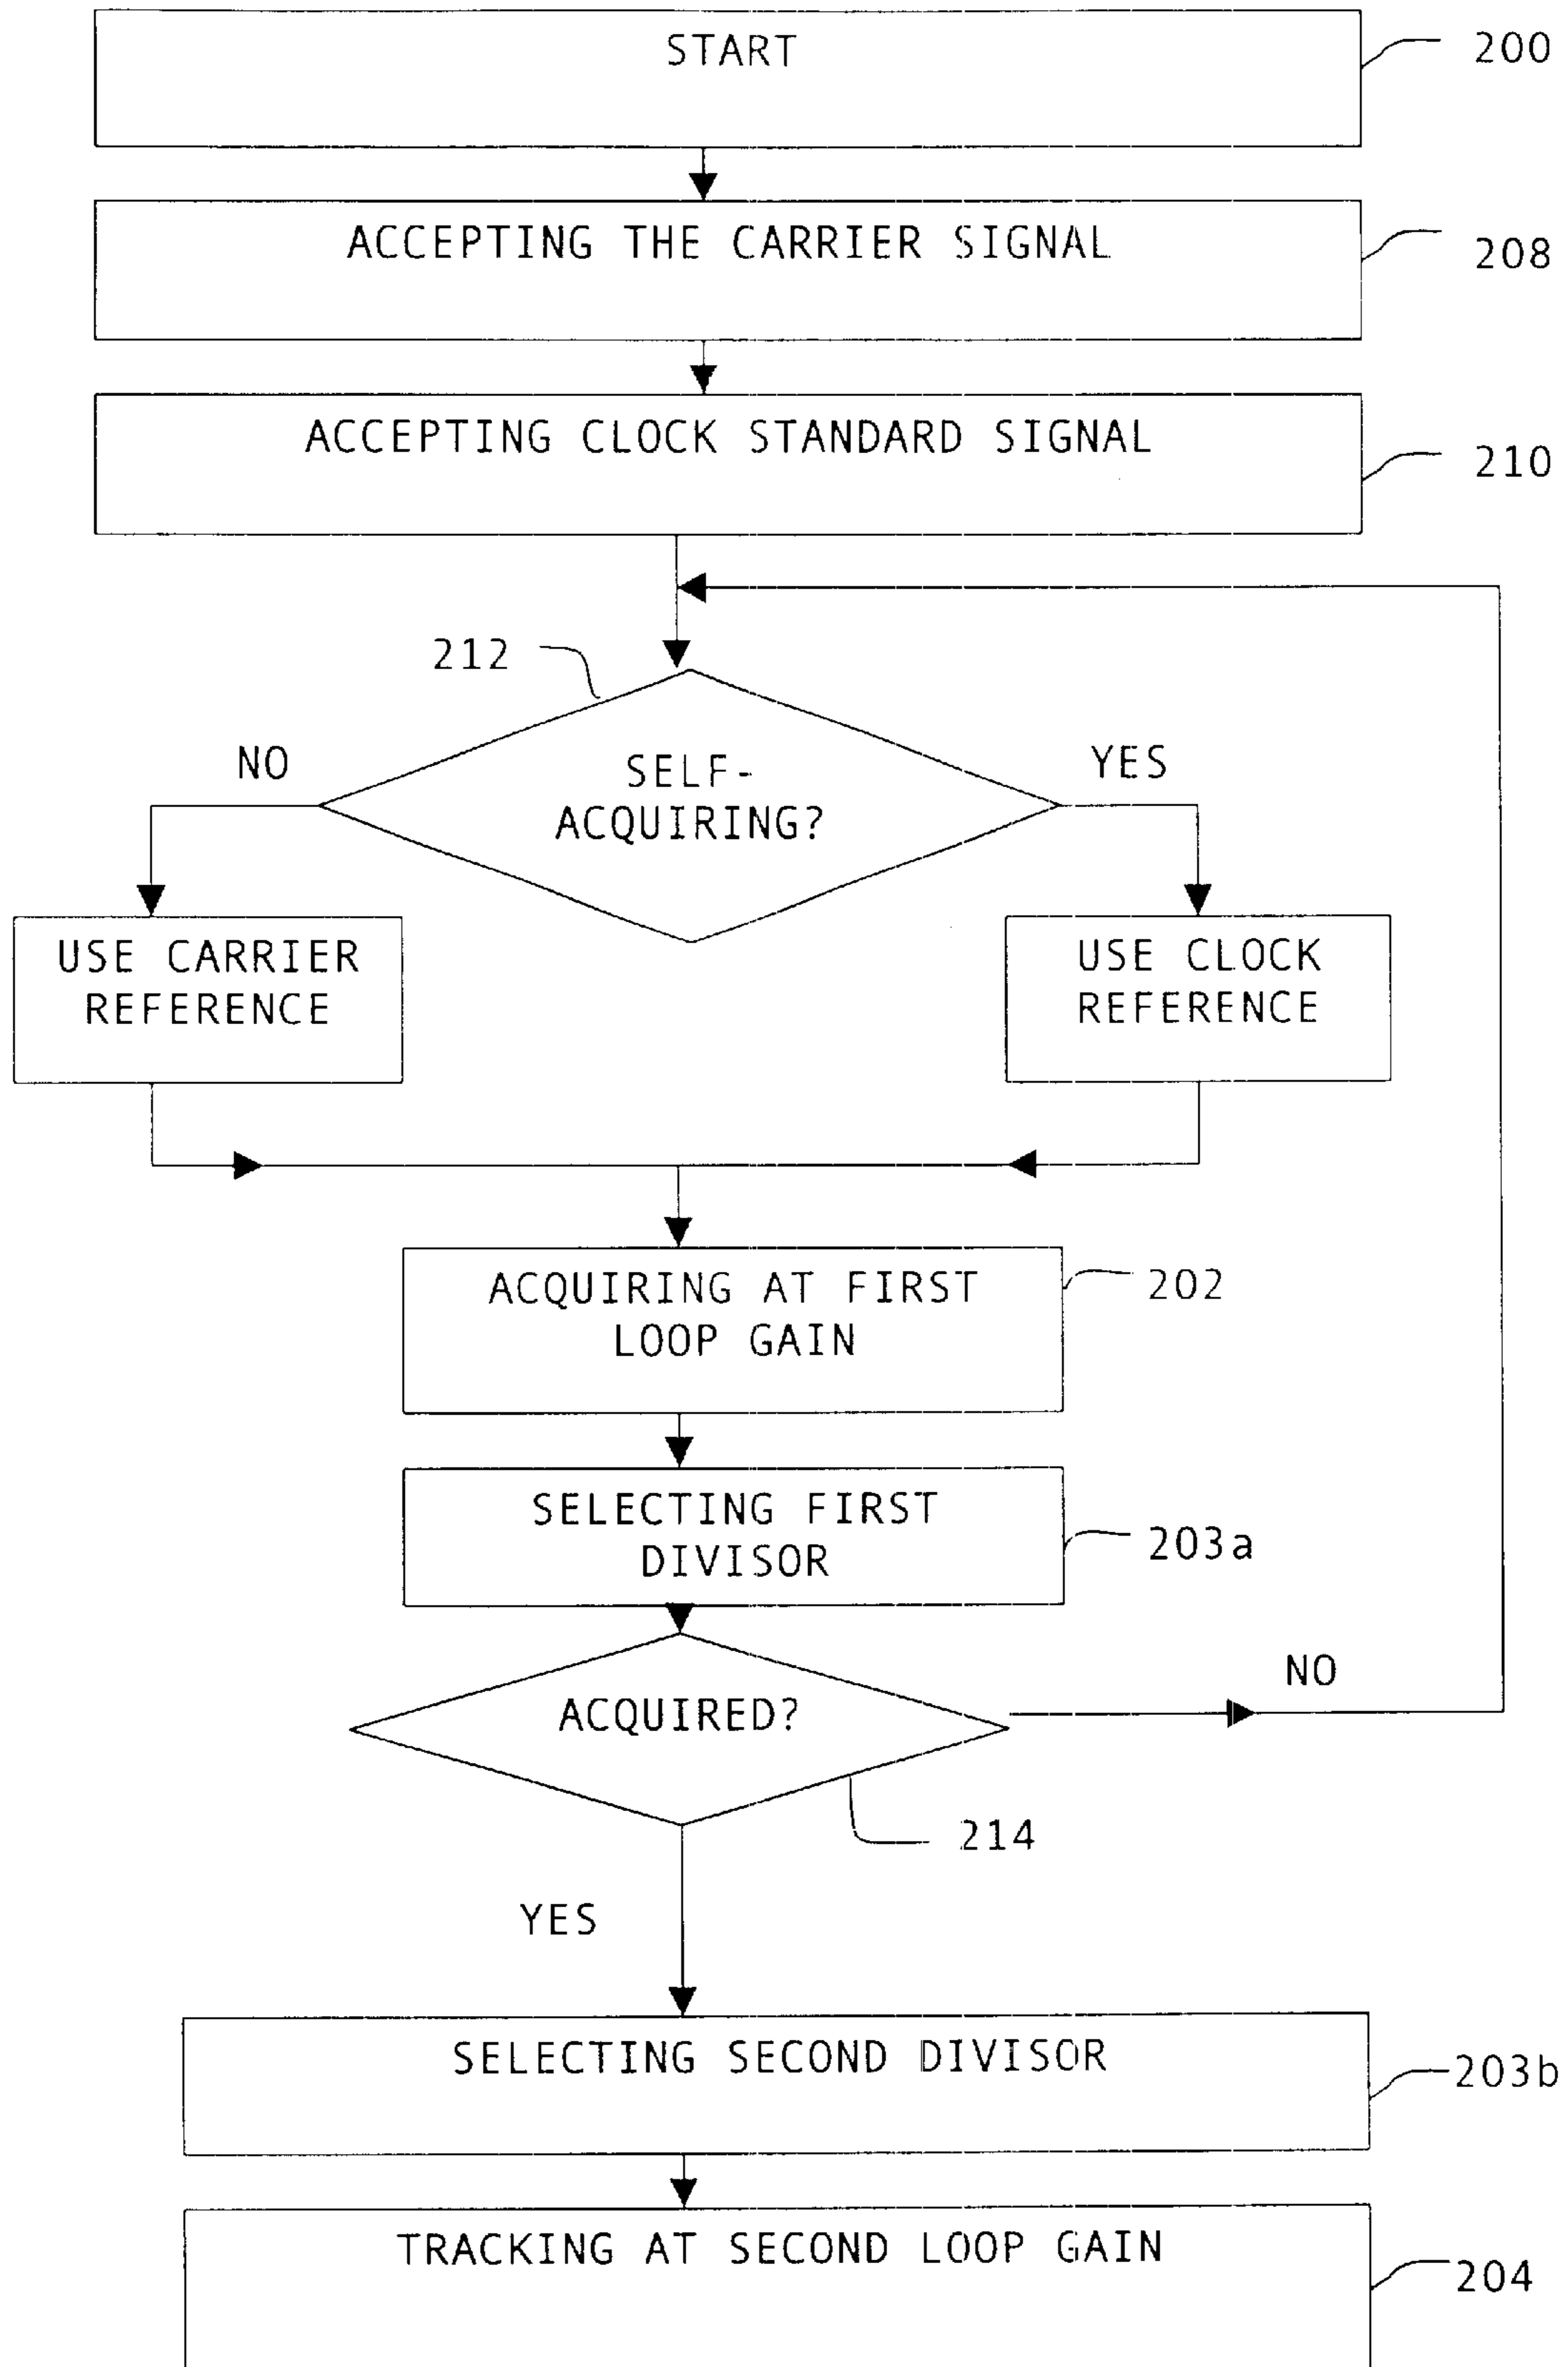 START
200
ACCEPTING THE CARRIER SIGNAL
208
ACCEPTING CLOCK STANDARD SIGNAL
210
212
NO
SELF-
ACQUIRING?
YES
USE CARRIER
REFERENCE
USE CLOCK
REFERENCE
ACQUIRING AT FIRST
LOOP GAIN
202
SELECTING FIRST
DIVISOR
203a
ACQUIRED?
NO
214
YES
SELECTING SECOND DIVISOR
203b
TRACKING AT SECOND LOOP GAIN
204